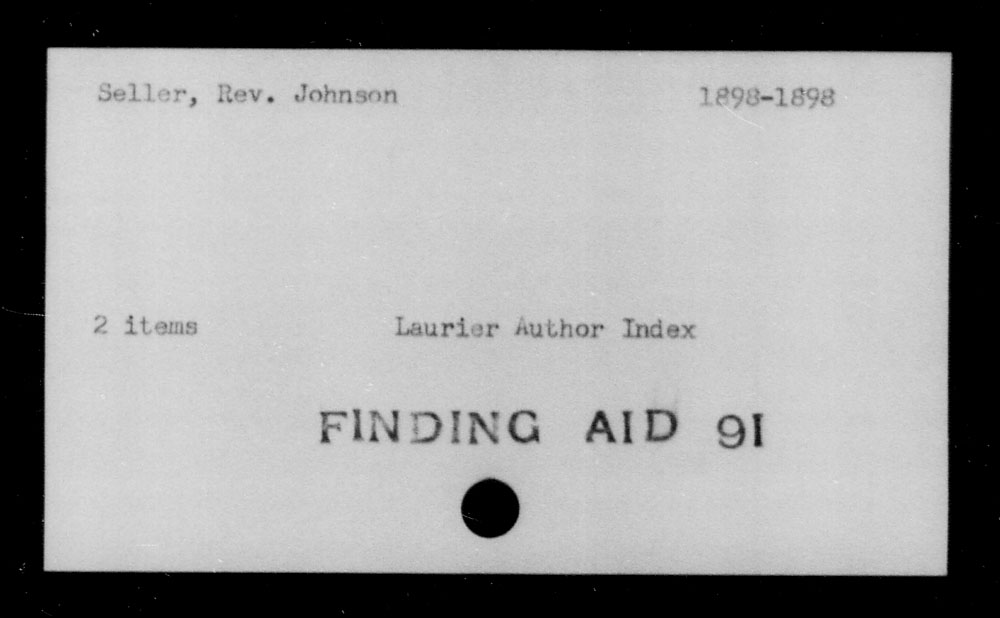 Seller, Rev. Johnson 1898-1898
2 items Laurier Author Index
FINDING AID 91